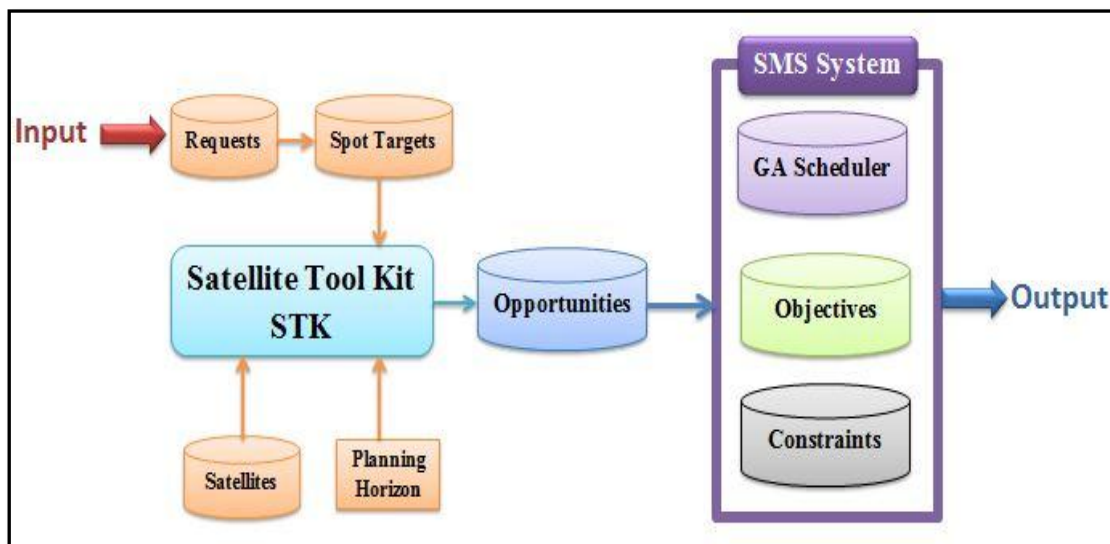 SMS System
Input
Requests
Spot Targets
GA Scheduler
Satellite Tool Kit
STK
Opportunities
Objectives
Output
Satellites
Planning
Horizon
Constraints